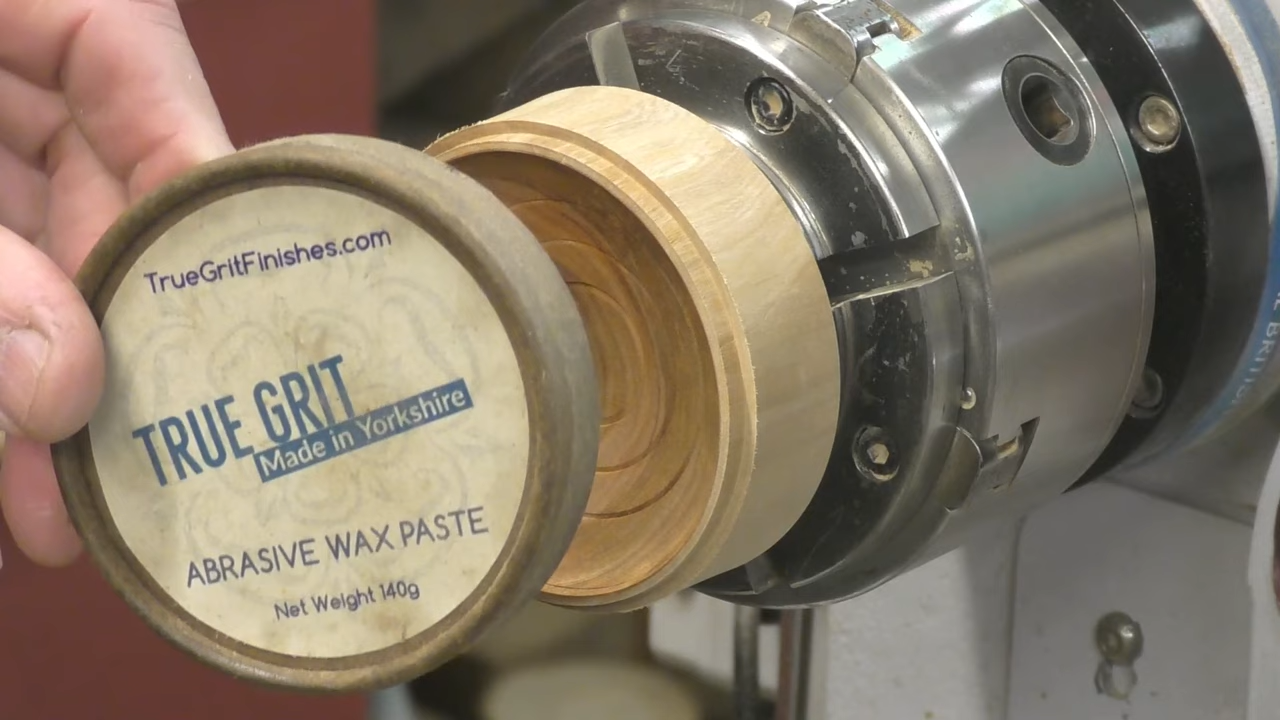 TrueGritFinishes.com
TRUE GRIT
Made in Yorkshire
ABRASIVE WAX PASTE
Net Weight 140g